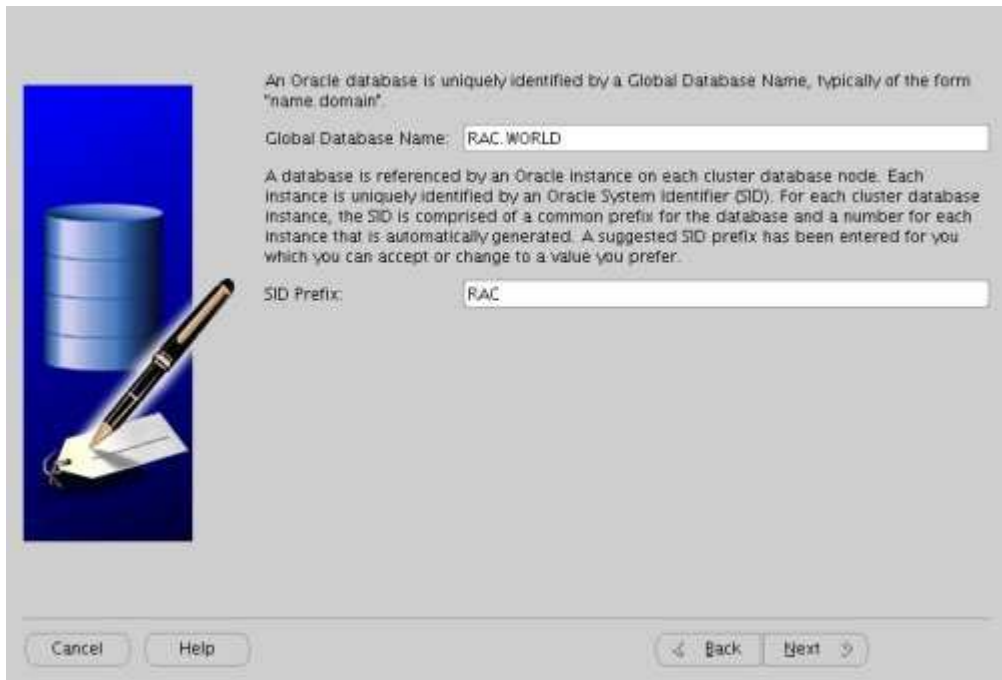 An Oracle database is uniquely identified by a Global Database Name, typically of the form
"name.domain".
Global Database Name: RAC.WORLD
A database is referenced by an Oracle instance on each cluster database node. Each
instance is uniquely identified by an Oracle System Identifier (SID). For each cluster database
instance, the SID is comprised of a common prefix for the database and a number for each
instance that is automatically generated. A suggested SID prefix has been entered for you
which you can accept or change to a value you prefer.
SID Prefix: RAC
Cancel Help Back Next